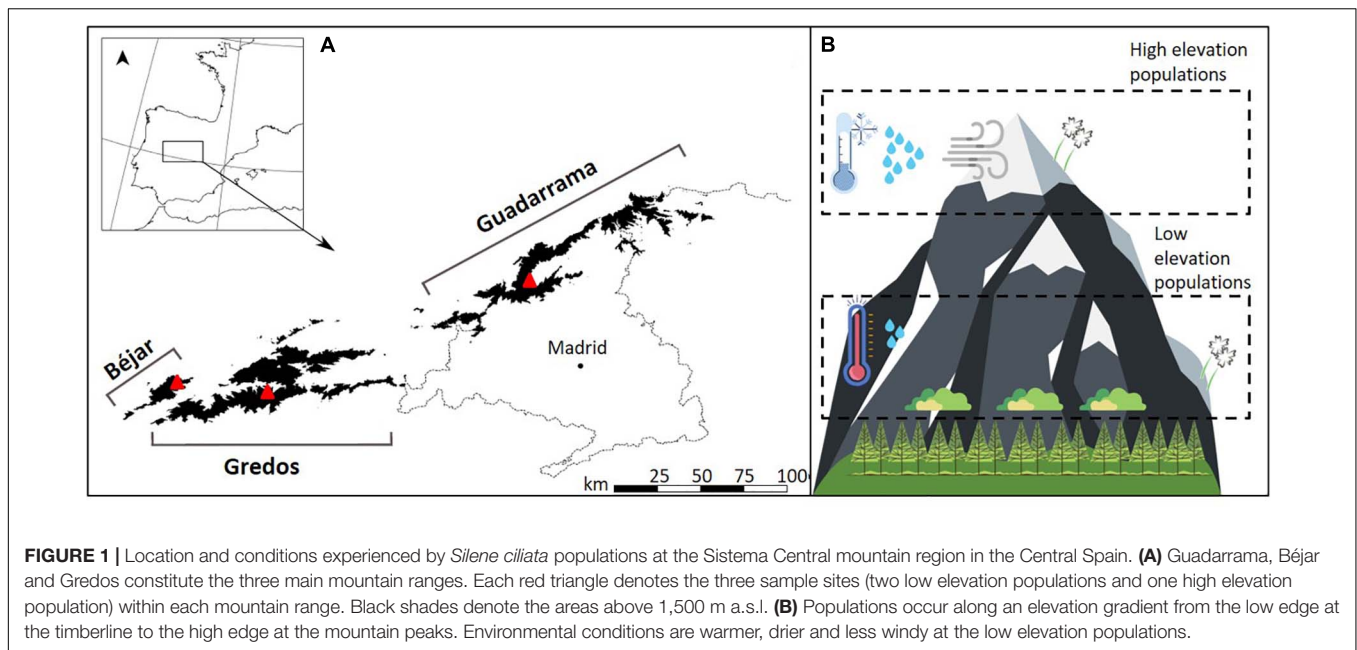 A
B
High elevation
populations
Guadarrama
Low
elevation
populations
Béjar
Madrid
Gredos
km 25 50 75 100
FIGURE 1 | Location and conditions experienced by Silene ciliata populations at the Sistema Central mountain region in the Central Spain. (A) Guadarrama, Béjar
and Gredos constitute the three main mountain ranges. Each red triangle denotes the three sample sites (two low elevation populations and one high elevation
population) within each mountain range. Black shades denote the areas above 1,500 m a.s.l. (B) Populations occur along an elevation gradient from the low edge at
the timberline to the high edge at the mountain peaks. Environmental conditions are warmer, drier and less windy at the low elevation populations.